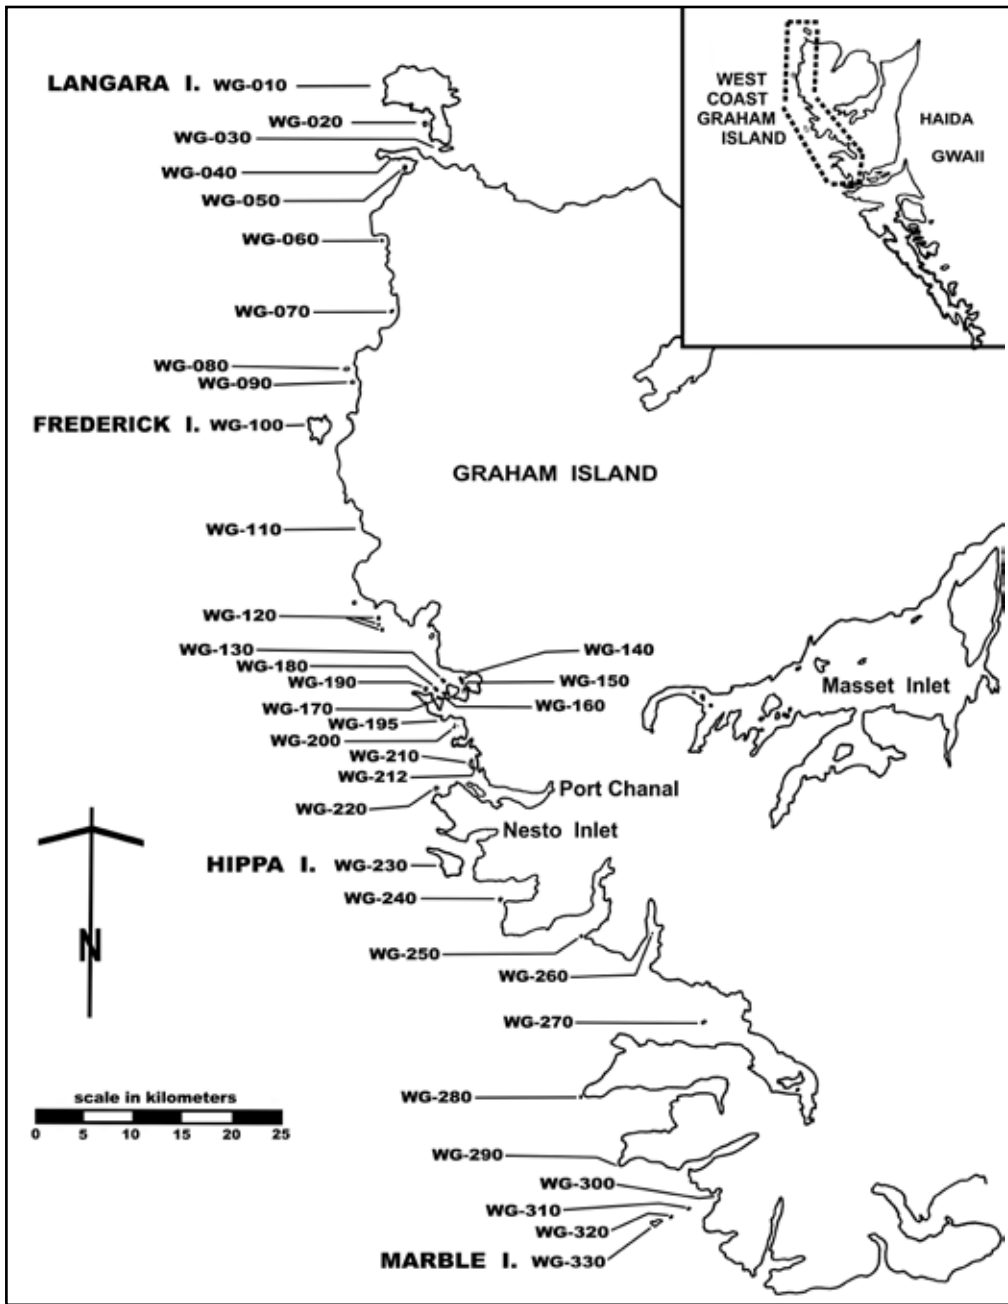 LANGARA I. WG-010
WG-020
WG-030
WG-040
WG-050
WG-060
WG-070
WG-080
WG-090
FREDERICK I. WG-100
WG-110
WG-120
WG-130
WG-180
WG-190
WG-170
WG-195
WG-200
WG-210
WG-212
WG-220
HIPPA I. WG-230
WG-240
WG-250
WG-260
WG-270
WG-280
WG-290
WG-300
WG-310
WG-320
MARBLE I. WG-330
WG-140
WG-150
WG-160
Port Chanal
Nesto Inlet
GRAHAM ISLAND
Masset Inlet
WEST
COAST
GRAHAM
ISLAND
HAIDA
GWAII
N
scale in kilometers
0 5 10 15 20 25